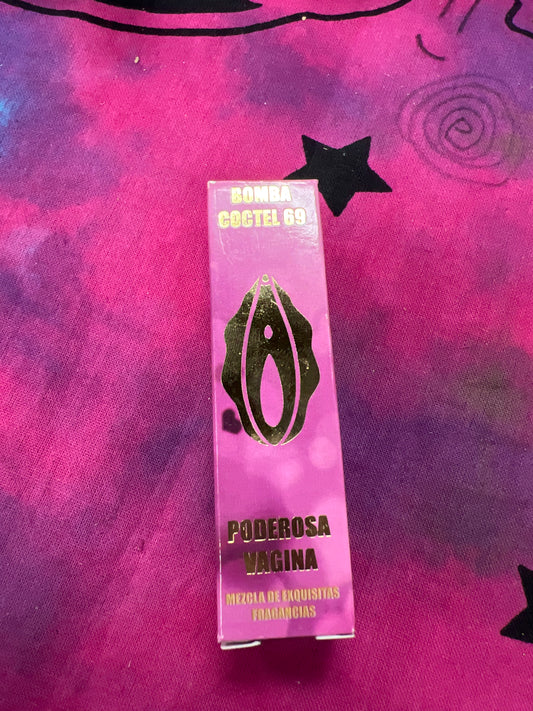 BOMBA
COCTEL 69
PODEROSA
VAGINA
MEZCLA DE EXQUISITAS
FRAGANCIAS